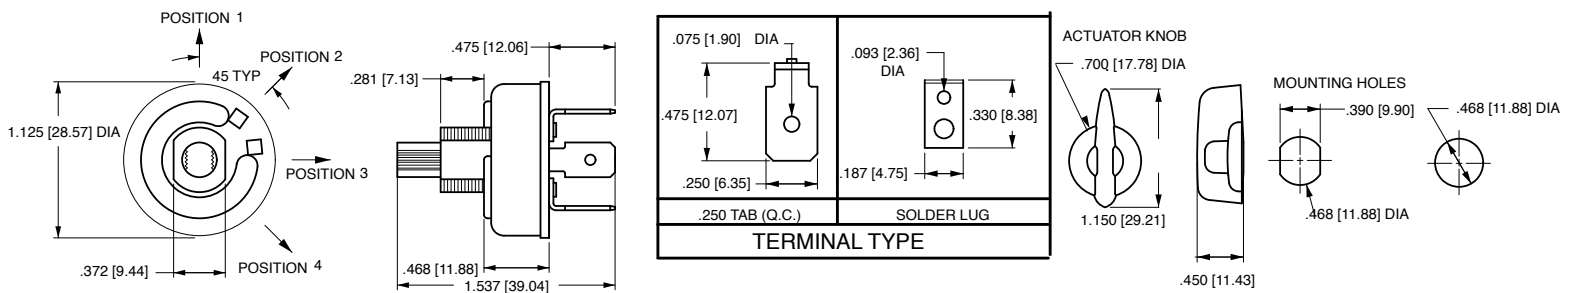 POSITION 1
POSITION 2
45 TYP
1.125 [28.57] DIA
POSITION 3
POSITION 4
.372 [9.44]
.475 [12.06]
.281 [7.13]
.468 [11.88]
1.537 [39.04]
.075 [1.90] DIA
.475 [12.07]
.250 [6.35]
.250 TAB (Q.C.)
.093 [2.36]
DIA
.330 [8.38]
.187 [4.75]
SOLDER LUG
TERMINAL TYPE
ACTUATOR KNOB
.700 [17.78] DIA
1.150 [29.21]
.450 [11.43]
MOUNTING HOLES
.390 [9.90]
.468 [11.88] DIA
.468 [11.88] DIA